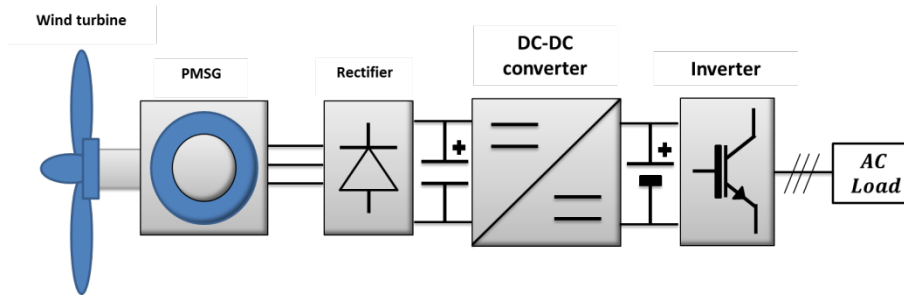 Wind turbine
PMSG
Rectifier
DC-DC
converter
Inverter
+
+
AC
Load